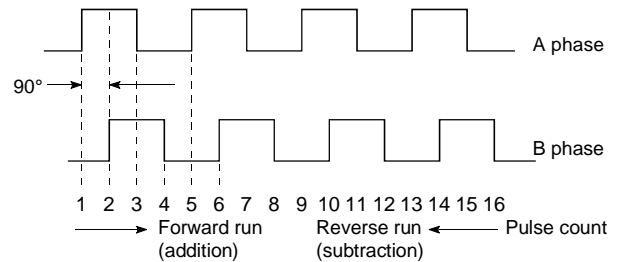 A phase
90°
B phase
1 2 3 4 5 6 7 8 9 10 11 12 13 14 15 16
Forward run Reverse run Pulse count
(addition) (subtraction)